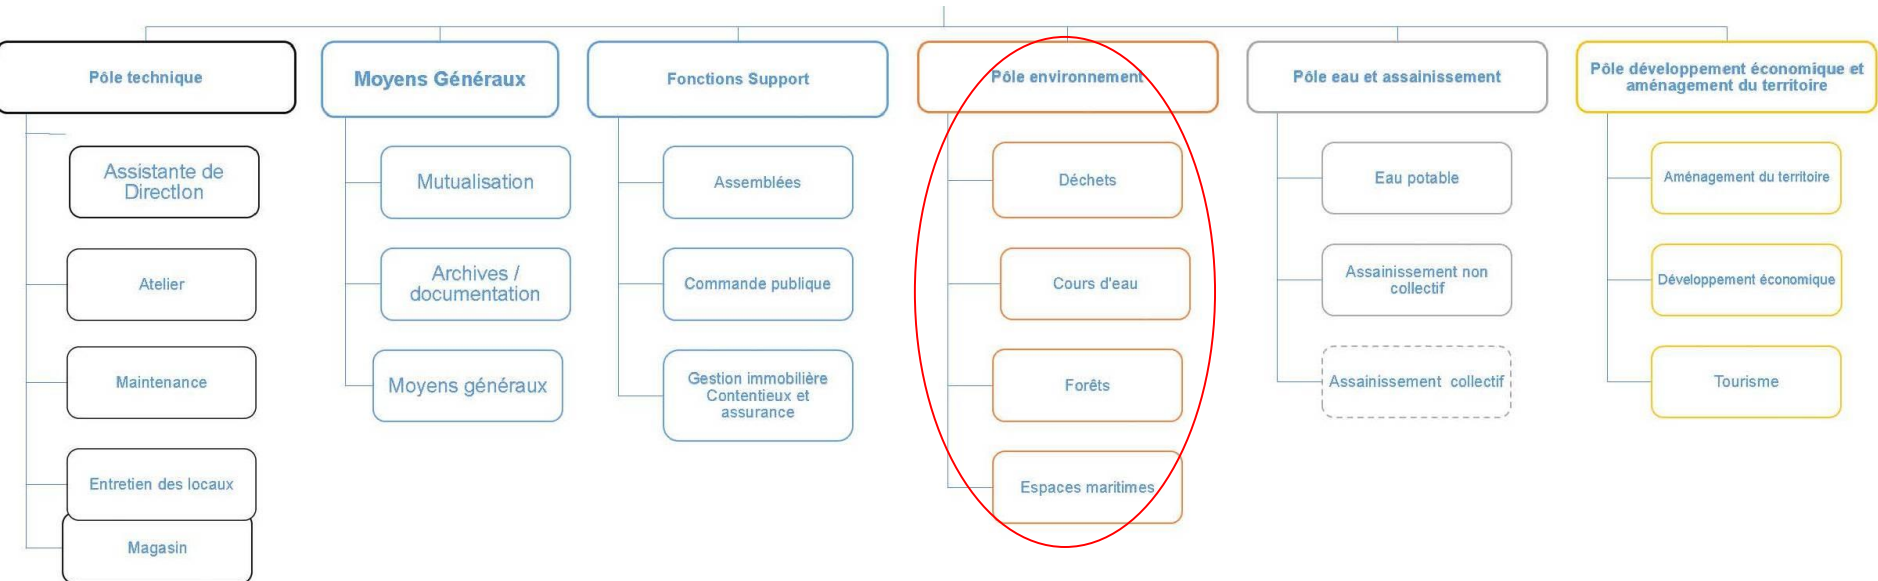 Pôle technique
Assistante de
DirectIon
Atelier
Maintenance
Entretien des locaux
Magasin
Moyens Généraux
Mutualisation
Archives /
documentation
Moyens généraux
Fonctions Support
Assemblées
Commande publique
Gestion immobilière
Contentieux et
assurance
Pôle environnement
Déchets
Cours d'eau
Forêts
Espaces maritimes
Pôle eau et assainissement
Eau potable
Assainissement non
collectif
Assainissement collectif
Pôle développement économique et
aménagement du territoire
Aménagement du territoire
Développement économique
Tourisme